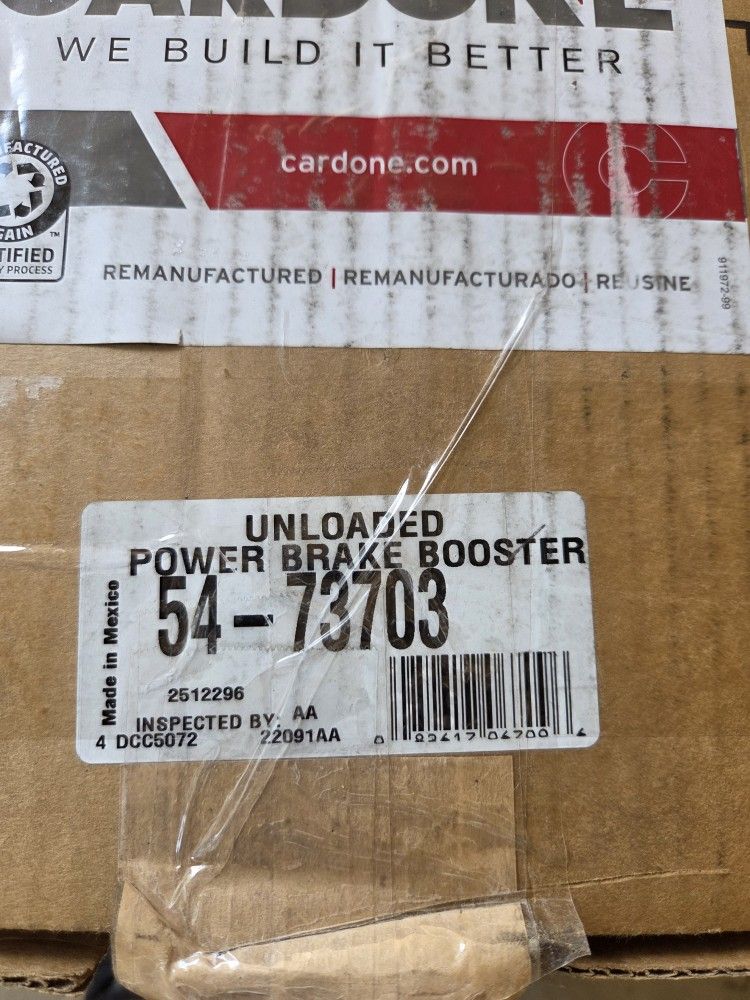 CARDONE
WE BUILD IT BETTER
cardone.com
REMANUFACTURED | REMANUFACTURADO | REUSINE
911972-99
UNLOADED
POWER BRAKE BOOSTER
54-73703
Made in Mexico
2512296
INSPECTED BY: AA
4 DCC5072 22091AA